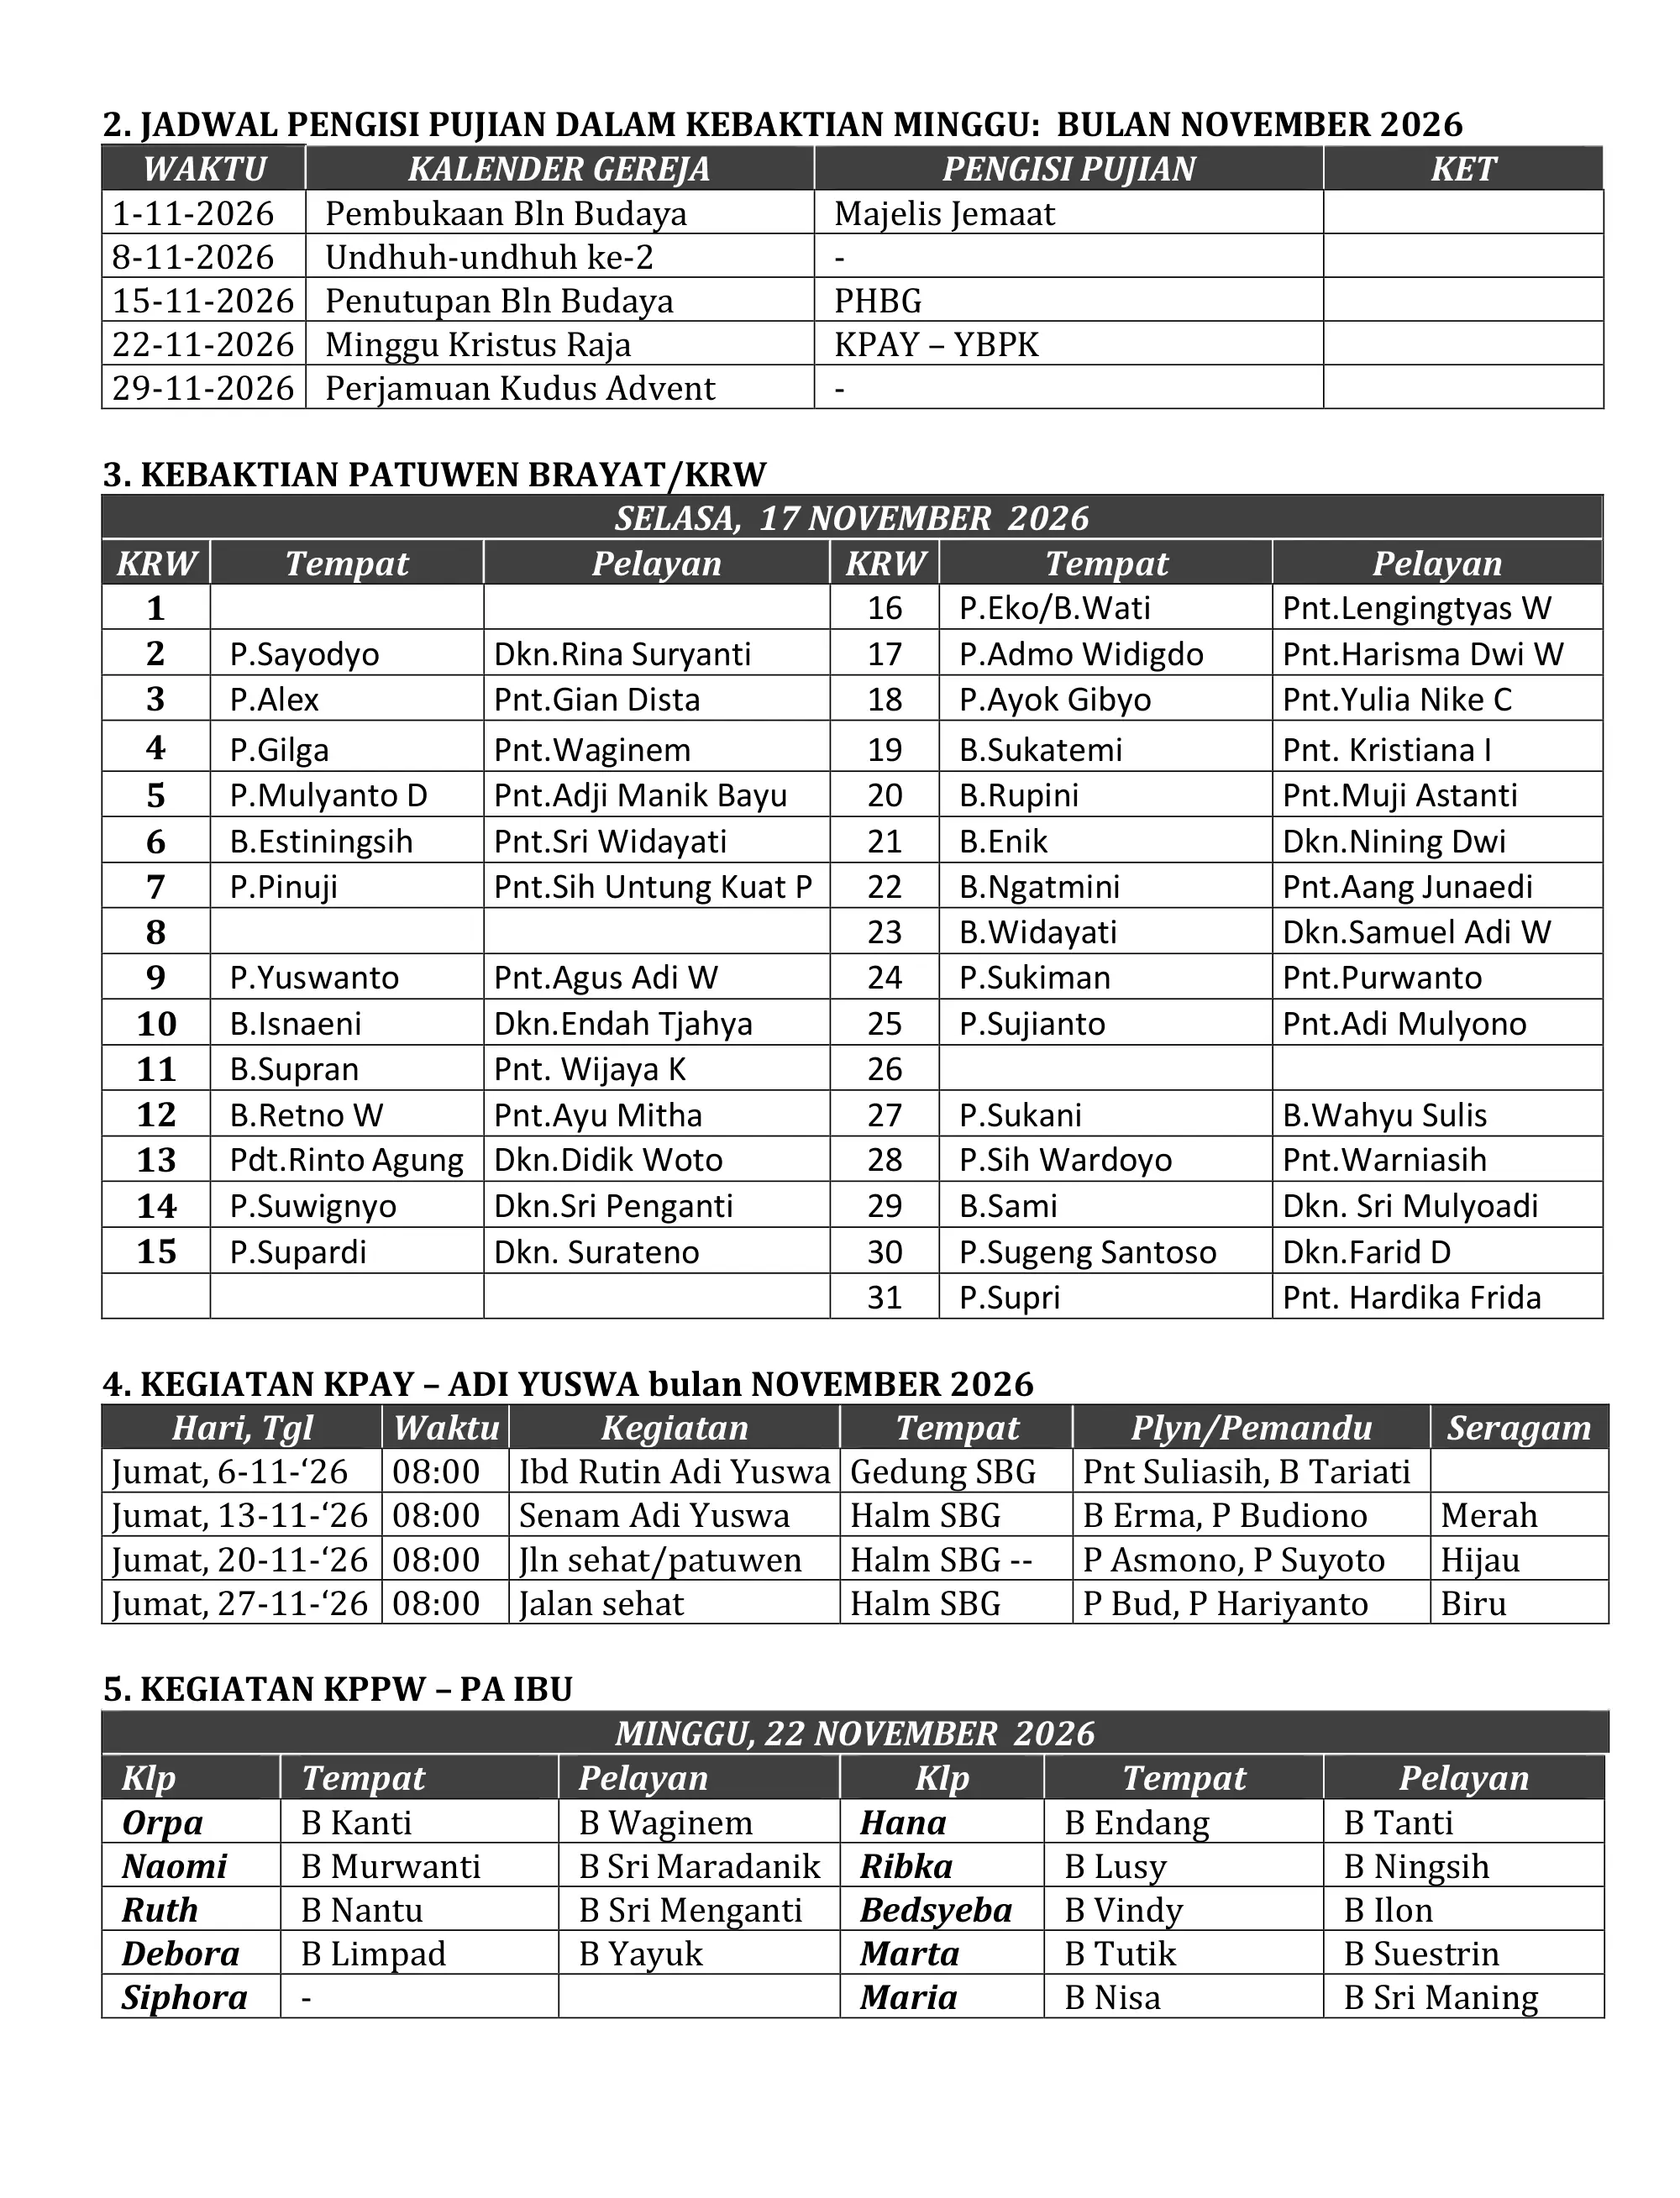 2. JADWAL PENGISI PUJIAN DALAM KEBAKTIAN MINGGU: BULAN NOVEMBER 2026
WAKTU KALENDER GEREJA PENGISI PUJIAN KET
1-11-2026 Pembukaan Bln Budaya Majelis Jemaat
8-11-2026 Undhuh-undhuh ke-2 -
15-11-2026 Penutupan Bln Budaya PHBG
22-11-2026 Minggu Kristus Raja KPAY – YBPK
29-11-2026 Perjamuan Kudus Advent -
3. KEBAKTIAN PATUWEN BRAYAT/KRW
SELASA, 17 NOVEMBER 2026
KRW Tempat Pelayan KRW Tempat Pelayan
1 16 P.Eko/B.Wati Pnt.Lengingtyas W
2 P.Sayodyo Dkn.Rina Suryanti 17 P.Admo Widigdo Pnt.Harisma Dwi W
3 P.Alex Pnt.Gian Dista 18 P.Ayok Gibyo Pnt.Yulia Nike C
4 P.Gilga Pnt.Waginem 19 B.Sukatemi Pnt. Kristiana I
5 P.Mulyanto D Pnt.Adji Manik Bayu 20 B.Rupini Pnt.Muji Astanti
6 B.Estiningsih Pnt.Sri Widayati 21 B.Enik Dkn.Nining Dwi
7 P.Pinuji Pnt.Sih Untung Kuat P 22 B.Ngatmini Pnt.Aang Junaedi
8 23 B.Widayati Dkn.Samuel Adi W
9 P.Yuswanto Pnt.Agus Adi W 24 P.Sukiman Pnt.Purwanto
10 B.Isnaeni Dkn.Endah Tjahya 25 P.Sujianto Pnt.Adi Mulyono
11 B.Supran Pnt. Wijaya K 26
12 B.Retno W Pnt.Ayu Mitha 27 P.Sukani B.Wahyu Sulis
13 Pdt.Rinto Agung Dkn.Didik Woto 28 P.Sih Wardoyo Pnt.Warniasih
14 P.Suwignyo Dkn.Sri Penganti 29 B.Sami Dkn. Sri Mulyoadi
15 P.Supardi Dkn. Surateno 30 P.Sugeng Santoso Dkn.Farid D
31 P.Supri Pnt. Hardika Frida
4. KEGIATAN KPAY – ADI YUSWA bulan NOVEMBER 2026
Hari, Tgl Waktu Kegiatan Tempat Plyn/Pemandu Seragam
Jumat, 6-11-‘26 08:00 Ibd Rutin Adi Yuswa Gedung SBG Pnt Suliasih, B Tariati
Jumat, 13-11-‘26 08:00 Senam Adi Yuswa Halm SBG B Erma, P Budiono Merah
Jumat, 20-11-‘26 08:00 Jln sehat/patuwen Halm SBG -- P Asmono, P Suyoto Hijau
Jumat, 27-11-‘26 08:00 Jalan sehat Halm SBG P Bud, P Hariyanto Biru
5. KEGIATAN KPPW – PA IBU
MINGGU, 22 NOVEMBER 2026
Klp Tempat Pelayan Klp Tempat Pelayan
Orpa B Kanti B Waginem Hana B Endang B Tanti
Naomi B Murwanti B Sri Maradanik Ribka B Lusy B Ningsih
Ruth B Nantu B Sri Menganti Bedsyeba B Vindy B Ilon
Debora B Limpad B Yayuk Marta B Tutik B Suestrin
Siphora - Maria B Nisa B Sri Maning